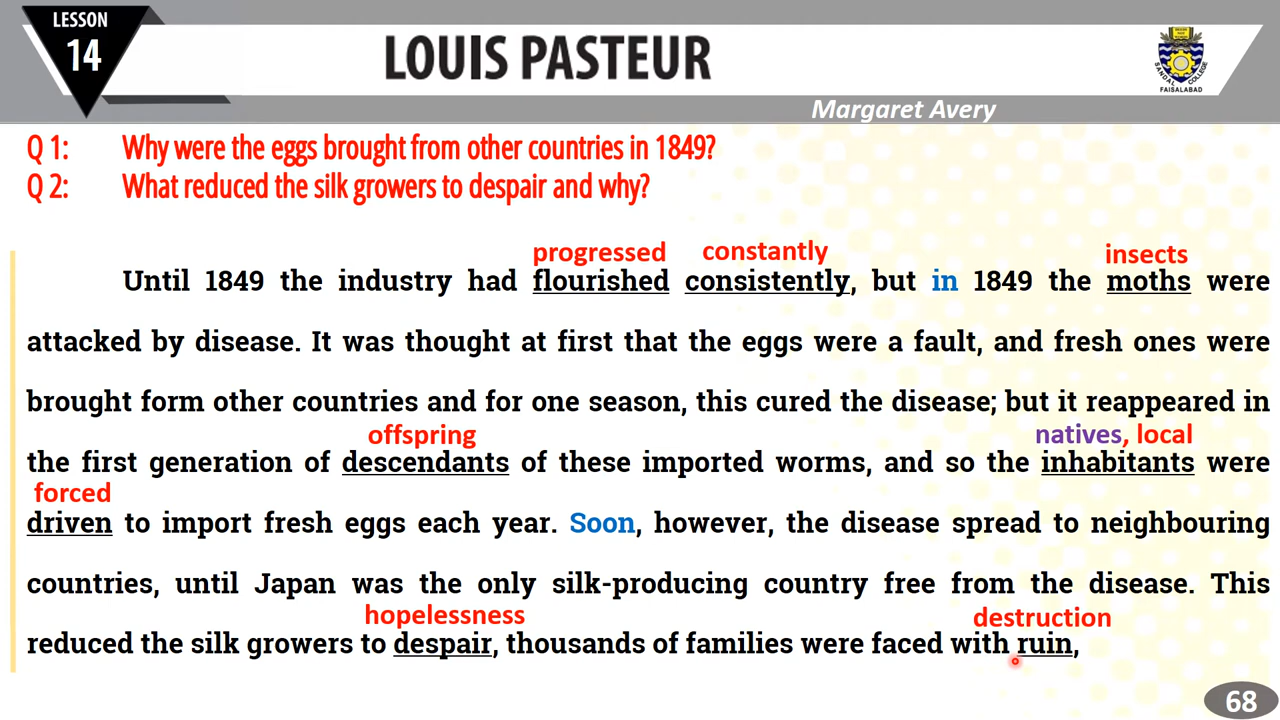 LESSON
14
LOUIS PASTEUR
SANDAL COLLEGE
FAISALABAD
Margaret Avery
Q 1: Why were the eggs brought from other countries in 1849?
Q 2: What reduced the silk growers to despair and why?
progressed constantly insects
Until 1849 the industry had flourished consistently, but in 1849 the moths were
attacked by disease. It was thought at first that the eggs were a fault, and fresh ones were
brought form other countries and for one season, this cured the disease; but it reappeared in
offspring natives, local
the first generation of descendants of these imported worms, and so the inhabitants were
forced
driven to import fresh eggs each year. Soon, however, the disease spread to neighbouring
countries, until Japan was the only silk-producing country free from the disease. This
hopelessness destruction
reduced the silk growers to despair, thousands of families were faced with ruin,
68